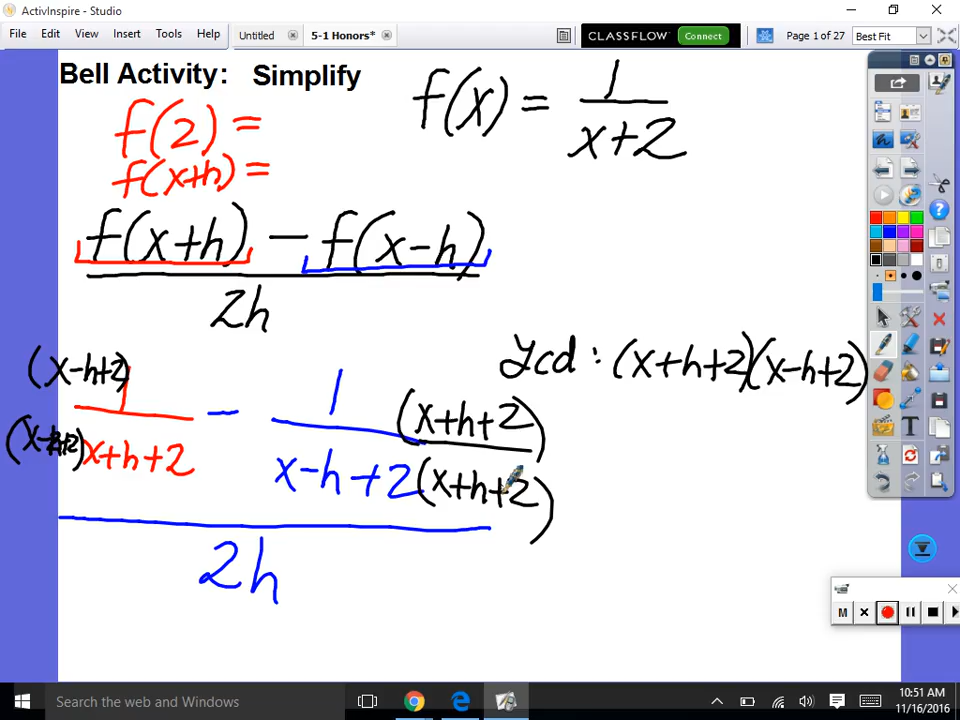 ActivInspire - Studio
File Edit View Insert Tools Help Untitled 5-1 Honors* CLASSFLOW Connect Page 1 of 27 Best Fit
Bell Activity: Simplify
f(x) = 1
x+2
f(2) =
f(x+h) =
f(x+h) - f(x-h)
2h
lcd : (x+h+2)(x-h+2)
(x-h+2) 1 - 1 (x+h+2)
(x-h+2) x+h+2 x-h+2 (x+h+2)
2h
M
Search the web and Windows
10:51 AM
11/16/2016